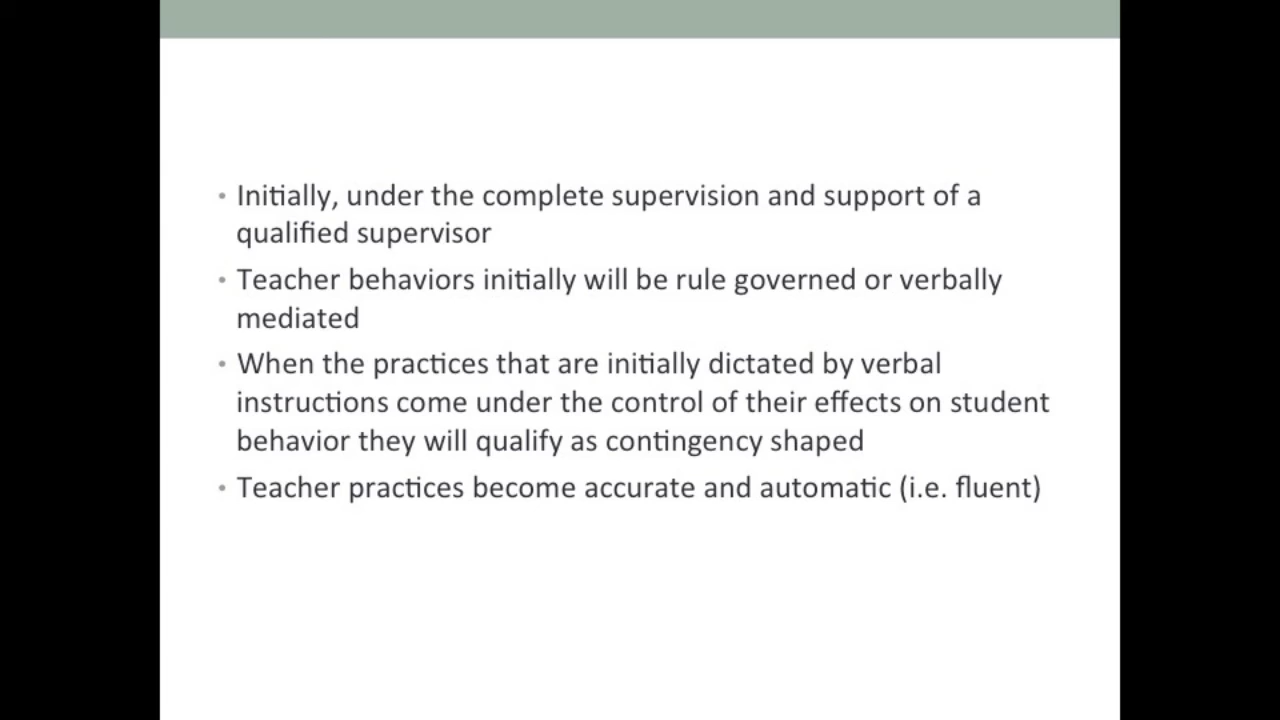 • Initially, under the complete supervision and support of a
qualified supervisor
• Teacher behaviors initially will be rule governed or verbally
mediated
• When the practices that are initially dictated by verbal
instructions come under the control of their effects on student
behavior they will qualify as contingency shaped
• Teacher practices become accurate and automatic (i.e. fluent)